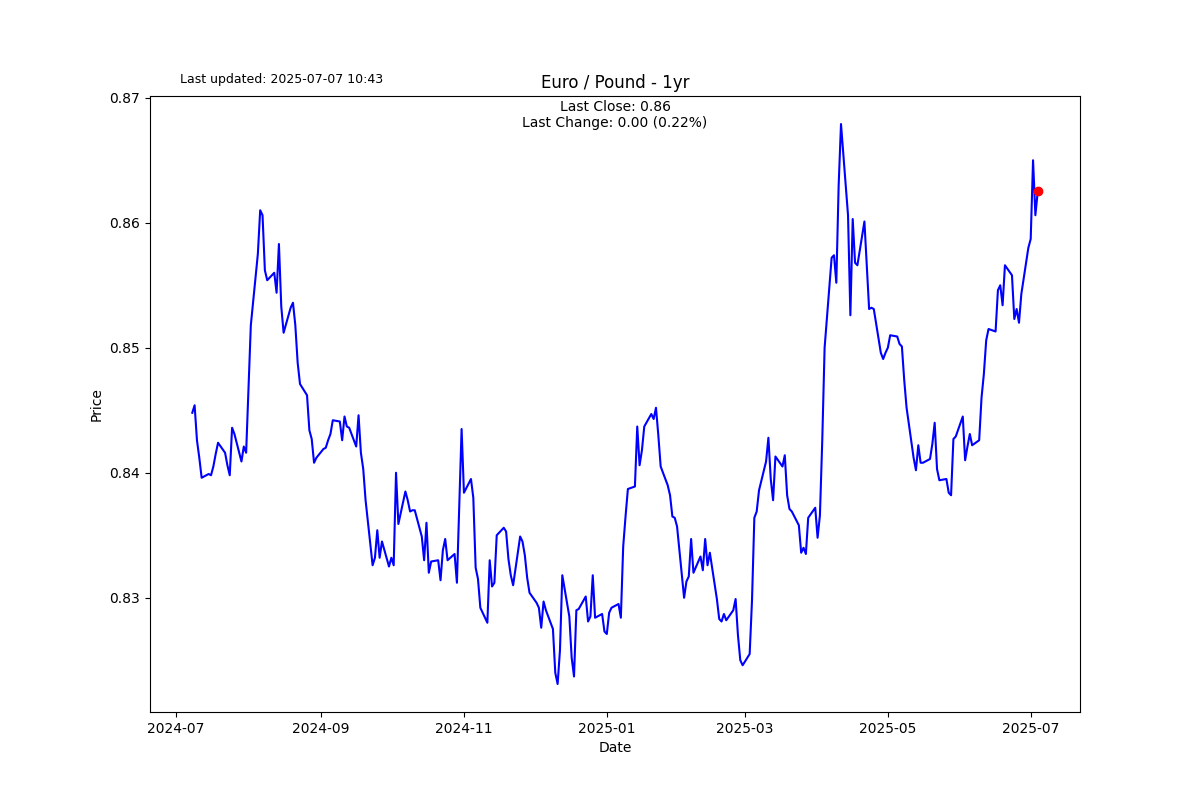 Last updated: 2025-07-07 10:43
Euro / Pound - 1yr
Last Close: 0.86
Last Change: 0.00 (0.22%)
0.87
0.86
0.85
0.84
0.83
Price
2024-07
2024-09
2024-11
2025-01
2025-03
2025-05
2025-07
Date